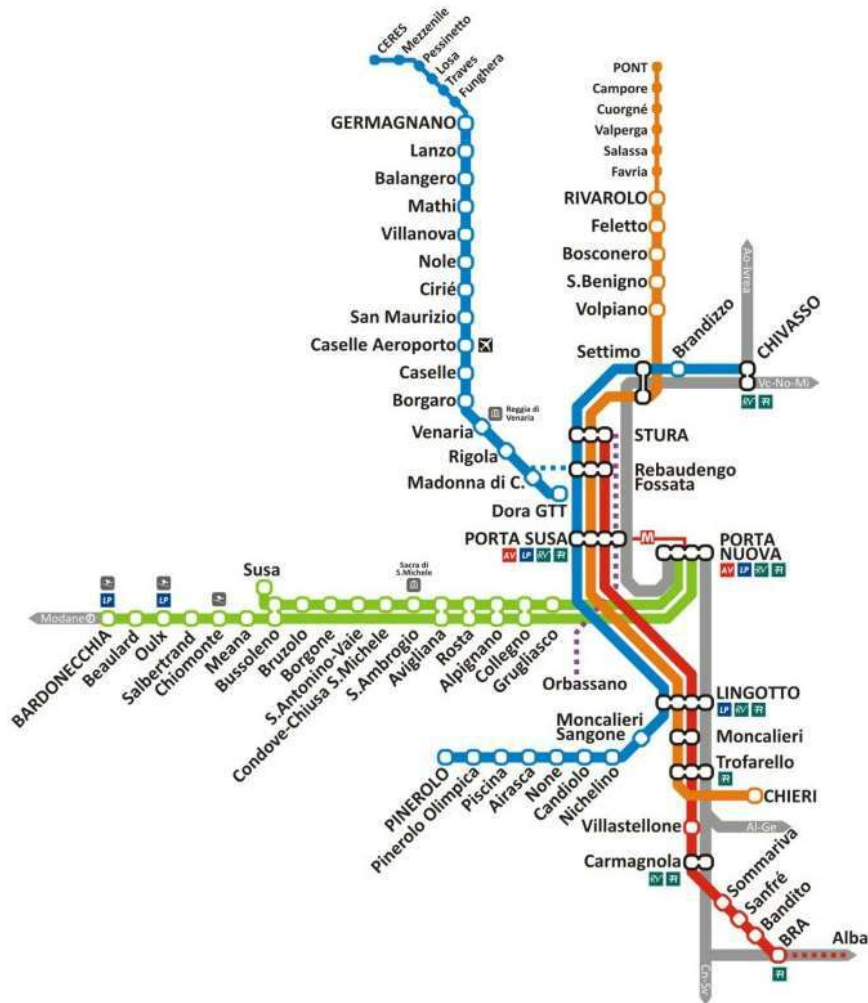 CERES
Mezzenile
Pessinetto
Losa
Traves
Funghera
GERMAGNANO
Lanzo
Balangero
Mathi
Villanova
Nole
Cirié
San Maurizio
Caselle Aeroporto
Caselle
Borgaro
Reggia di
Venaria
Venaria
Rigola
Madonna di C.
Dora GTT
PONT
Campore
Cuorgné
Valperga
Salassa
Favria
RIVAROLO
Feletto
Bosconero
S.Benigno
Volpiano
Settimo
Brandizzo
CHIVASSO
Ao-Ivrea
Vc-No-Mi
RV R
STURA
Rebaudengo
Fossata
PORTA SUSA
AV LP RV R
M
PORTA
NUOVA
AV LP RV R
Susa
Sacra di
S.Michele
LP
LP
Modane
BARDONECCHIA
Beaulard
Oulx
Salbertrand
Chiomonte
Meana
Bussoleno
Bruzolo
Borgone
S.Antonino-Vaie
Condove-Chiusa S.Michele
S.Ambrogio
Avigliana
Rosta
Alpignano
Collegno
Grugliasco
Orbassano
LINGOTTO
LP RV R
Moncalieri
Sangone
Moncalieri
Trofarello
R
PINEROLO
Pinerolo Olimpica
Piscina
Airasca
None
Candiolo
Nichelino
CHIERI
Al-Ge
Villastellone
Carmagnola
RV R
Sommariva
Sanfré
Bandito
BRA
R
Alba
Cn-Sv